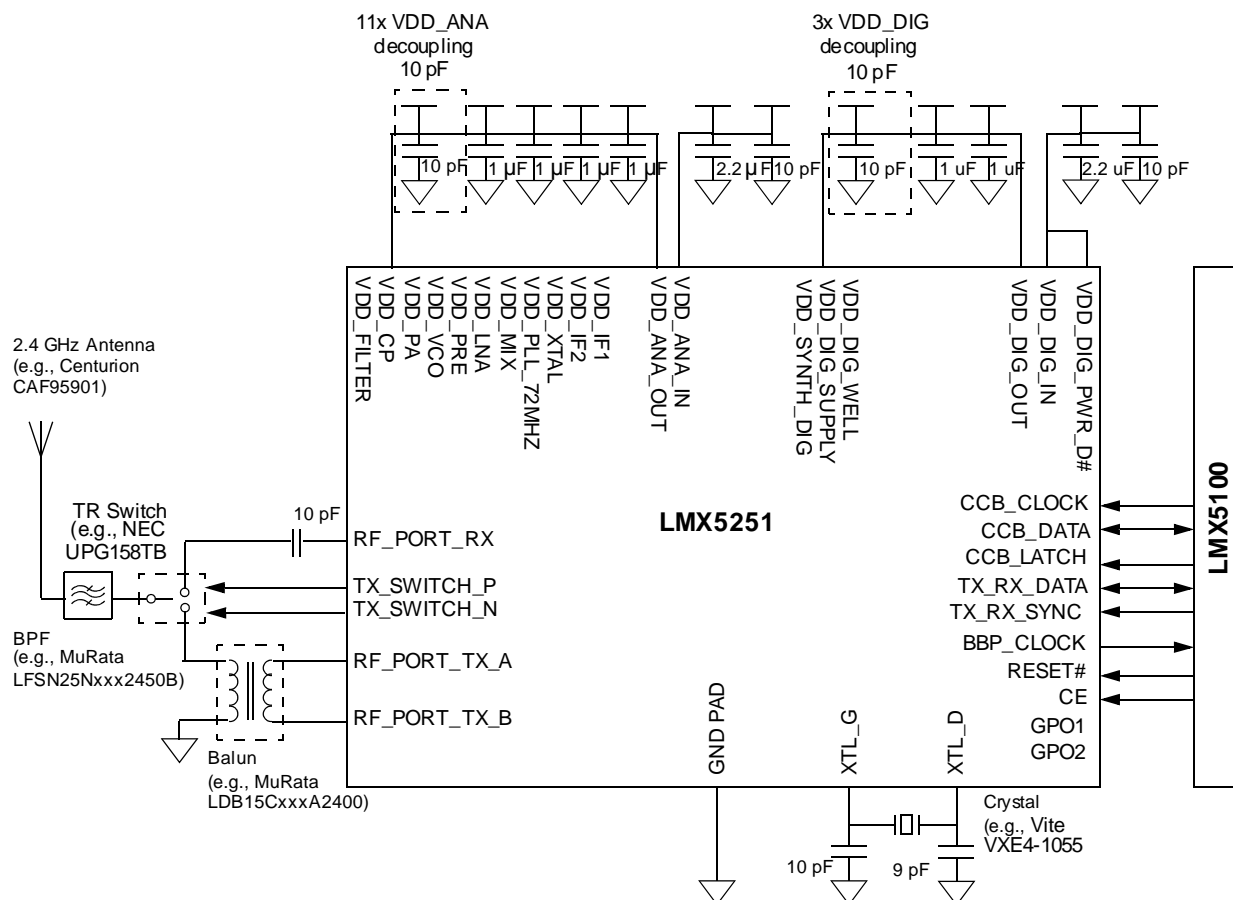 11x VDD_ANA
decoupling
10 pF
3x VDD_DIG
decoupling
10 pF
10 pF
1 µF
1 µF
1 µF
1 µF
2.2 µF
10 pF
10 pF
1 uF
1 uF
2.2 uF
10 pF
VDD_FILTER
VDD_CP
VDD_PA
VDD_VCO
VDD_PRE
VDD_LNA
VDD_MIX
VDD_PLL_72MHZ
VDD_XTAL
VDD_IF2
VDD_IF1
VDD_ANA_OUT
VDD_ANA_IN
VDD_SYNTH_DIG
VDD_DIG_SUPPLY
VDD_DIG_WELL
VDD_DIG_OUT
VDD_DIG_IN
VDD_DIG_PWR_D#
2.4 GHz Antenna
(e.g., Centurion
CAF95901)
TR Switch
(e.g., NEC
UPG158TB
10 pF
BPF
(e.g., MuRata
LFSN25Nxxx2450B)
Balun
(e.g., MuRata
LDB15CxxxA2400)
RF_PORT_RX
TX_SWITCH_P
TX_SWITCH_N
RF_PORT_TX_A
RF_PORT_TX_B
LMX5251
CCB_CLOCK
CCB_DATA
CCB_LATCH
TX_RX_DATA
TX_RX_SYNC
BBP_CLOCK
RESET#
CE
GPO1
GPO2
LMX5100
GND PAD
XTL_G
XTL_D
Crystal
(e.g., Vite
VXE4-1055
10 pF
9 pF